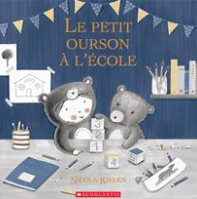 LE PETIT
OURSON
À L'ÉCOLE
NICOLA KILLEN
SCHOLASTIC